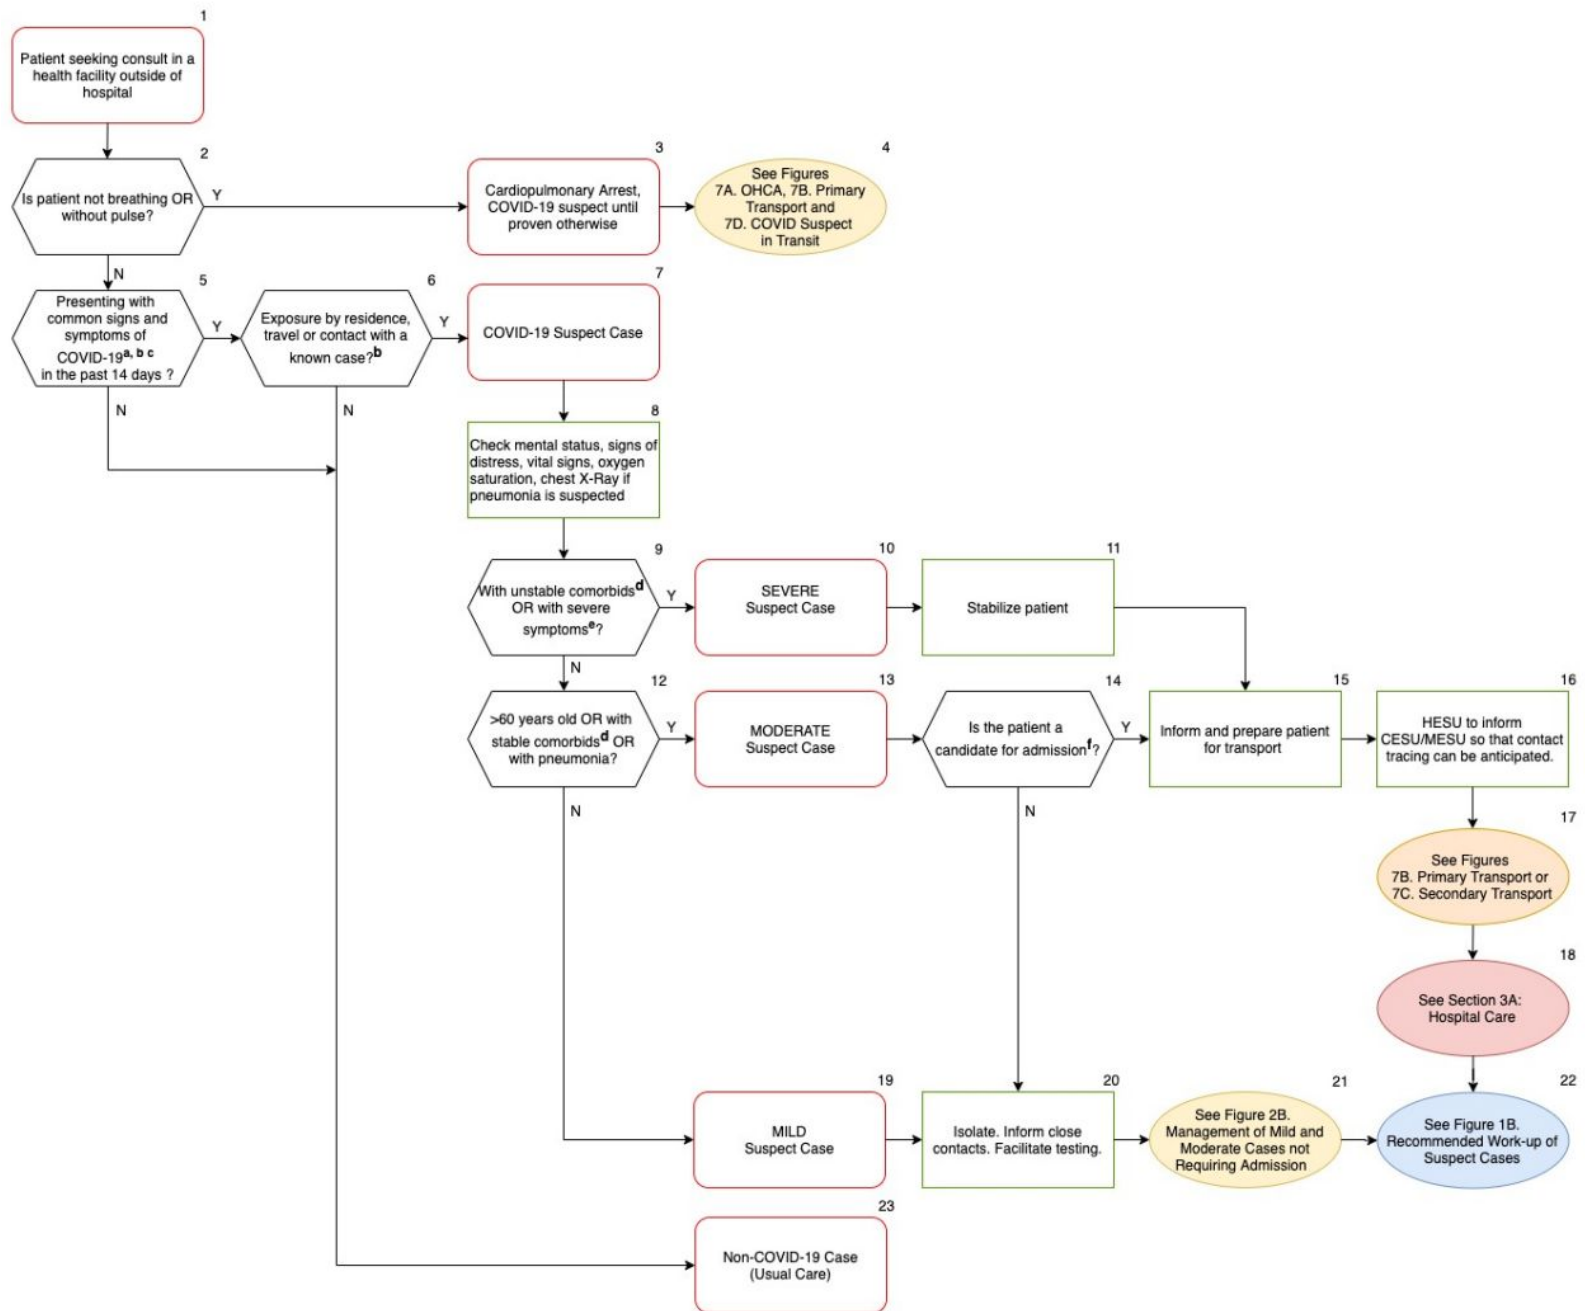 1
Patient seeking consult in a
health facility outside of
hospital
2
Is patient not breathing OR
without pulse?
Y
N
3
Cardiopulmonary Arrest,
COVID-19 suspect until
proven otherwise
4
See Figures
7A. OHCA, 7B. Primary
Transport and
7D. COVID Suspect
in Transit
5
Presenting with
common signs and
symptoms of
COVID-19a, b c
in the past 14 days ?
Y
N
6
Exposure by residence,
travel or contact with a
known case?b
Y
N
7
COVID-19 Suspect Case
8
Check mental status, signs of
distress, vital signs, oxygen
saturation, chest X-Ray if
pneumonia is suspected
9
With unstable comorbidsd
OR with severe
symptomse?
Y
N
10
SEVERE
Suspect Case
11
Stabilize patient
12
>60 years old OR with
stable comorbidsd OR
with pneumonia?
Y
N
13
MODERATE
Suspect Case
14
Is the patient a
candidate for admissionf?
Y
N
15
Inform and prepare patient
for transport
16
HESU to inform
CESU/MESU so that contact
tracing can be anticipated.
17
See Figures
7B. Primary Transport or
7C. Secondary Transport
18
See Section 3A:
Hospital Care
19
MILD
Suspect Case
20
Isolate. Inform close
contacts. Facilitate testing.
21
See Figure 2B.
Management of Mild and
Moderate Cases not
Requiring Admission
22
See Figure 1B.
Recommended Work-up of
Suspect Cases
23
Non-COVID-19 Case
(Usual Care)